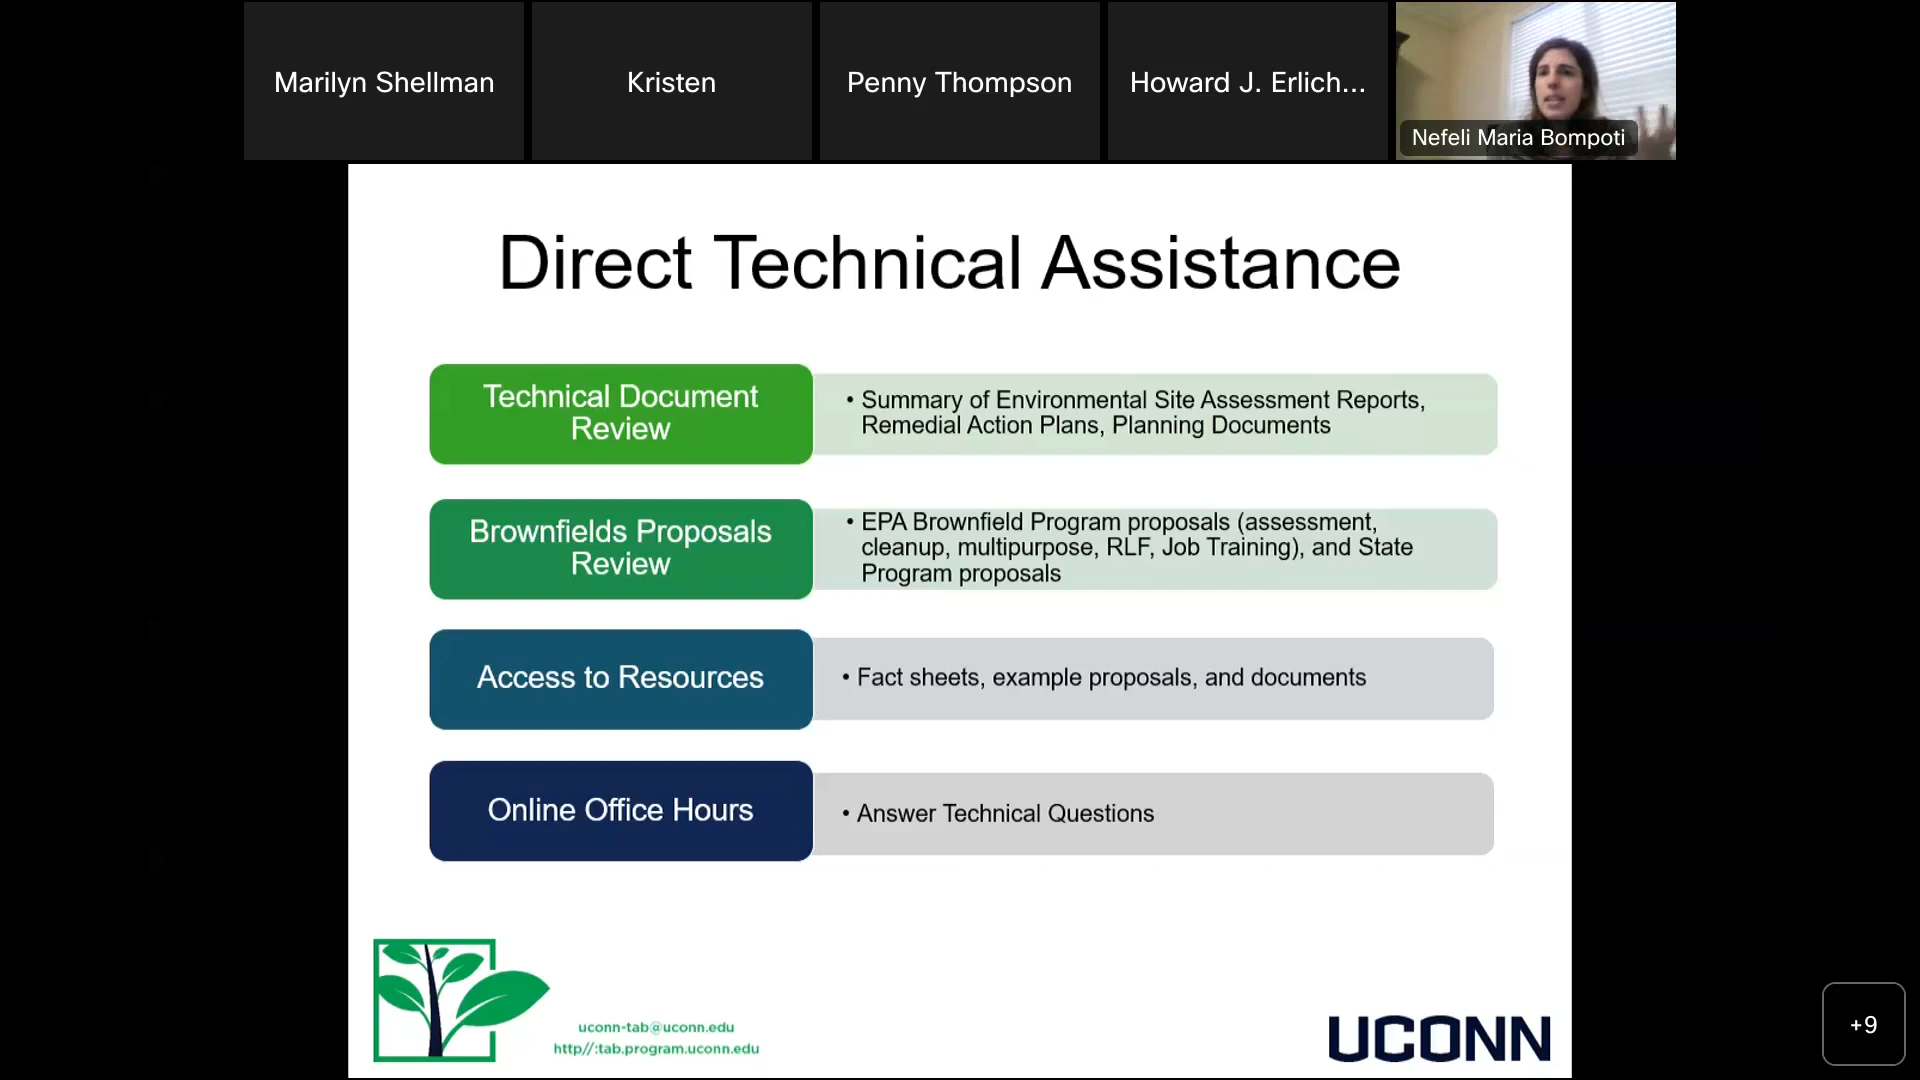 Marilyn Shellman
Kristen
Penny Thompson
Howard J. Erlich...
Nefeli Maria Bompoti
Direct Technical Assistance
Technical Document
Review
• Summary of Environmental Site Assessment Reports,
Remedial Action Plans, Planning Documents
Brownfields Proposals
Review
• EPA Brownfield Program proposals (assessment,
cleanup, multipurpose, RLF, Job Training), and State
Program proposals
Access to Resources
• Fact sheets, example proposals, and documents
Online Office Hours
• Answer Technical Questions
uconn-tab@uconn.edu
http//:tab.program.uconn.edu
UCONN
+9